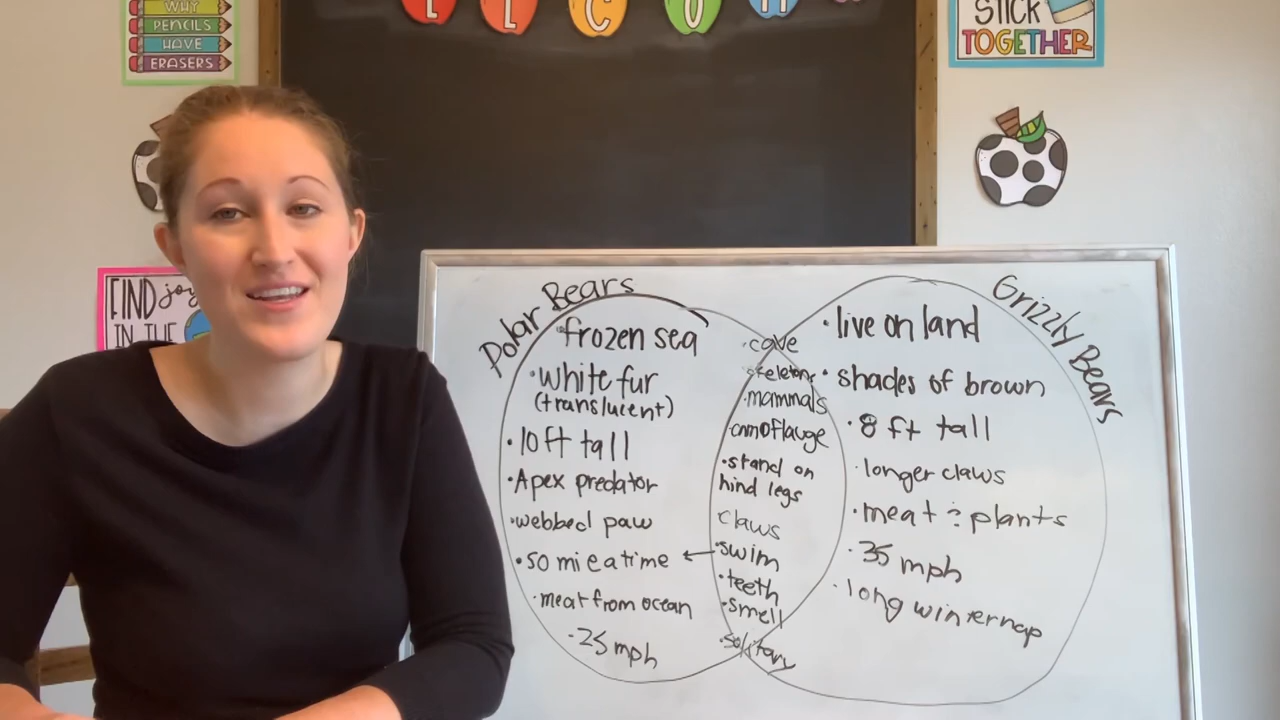 WHY
PENCILS
HAVE
ERASERS
L C O
STICK
TOGETHER
FIND joy
IN THE
Polar Bears
• frozen sea
• white fur
(translucent)
• 10 ft tall
• Apex predator
• webbed paw
• 50 mi @ a time
• meat from ocean
• 25 mph
• cave
• skeletons
• mammals
• camoflauge
• stand on
hind legs
claws
• swim
• teeth
• smell
• solitary
Grizzly Bears
• live on land
• shades of brown
• 8 ft tall
• longer claws
• meat & plants
• 35 mph
• long winter nap